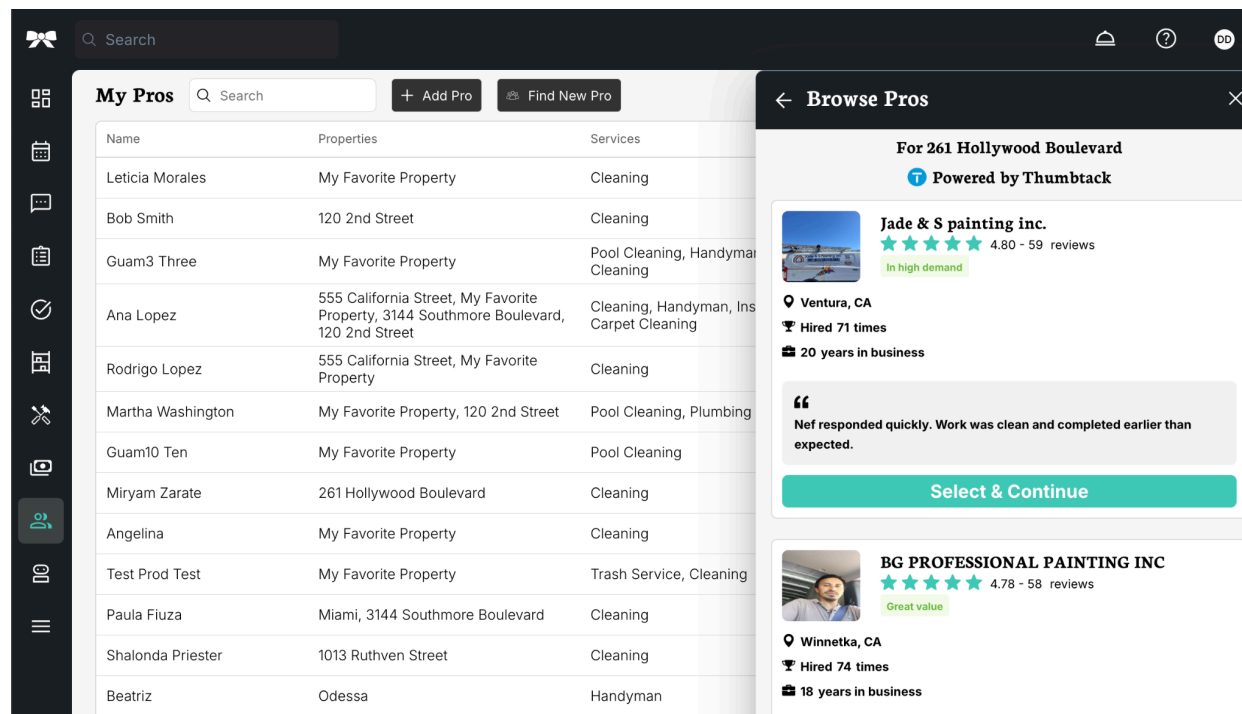 Search
DD
My Pros
Search
+ Add Pro
Find New Pro
Name Properties Services
Leticia Morales My Favorite Property Cleaning
Bob Smith 120 2nd Street Cleaning
Guam3 Three My Favorite Property Pool Cleaning, Handyman
Cleaning
Ana Lopez 555 California Street, My Favorite
Property, 3144 Southmore Boulevard,
120 2nd Street
Cleaning, Handyman, Ins
Carpet Cleaning
Rodrigo Lopez 555 California Street, My Favorite
Property
Cleaning
Martha Washington My Favorite Property, 120 2nd Street Pool Cleaning, Plumbing
Guam10 Ten My Favorite Property Pool Cleaning
Miryam Zarate 261 Hollywood Boulevard Cleaning
Angelina My Favorite Property Cleaning
Test Prod Test My Favorite Property Trash Service, Cleaning
Paula Fiuza Miami, 3144 Southmore Boulevard Cleaning
Shalonda Priester 1013 Ruthven Street Cleaning
Beatriz Odessa Handyman
Browse Pros
For 261 Hollywood Boulevard
Powered by Thumbtack
Jade & S painting inc.
4.80 - 59 reviews
In high demand
Ventura, CA
Hired 71 times
20 years in business
“
Nef responded quickly. Work was clean and completed earlier than
expected.
Select & Continue
BG PROFESSIONAL PAINTING INC
4.78 - 58 reviews
Great value
Winnetka, CA
Hired 74 times
18 years in business